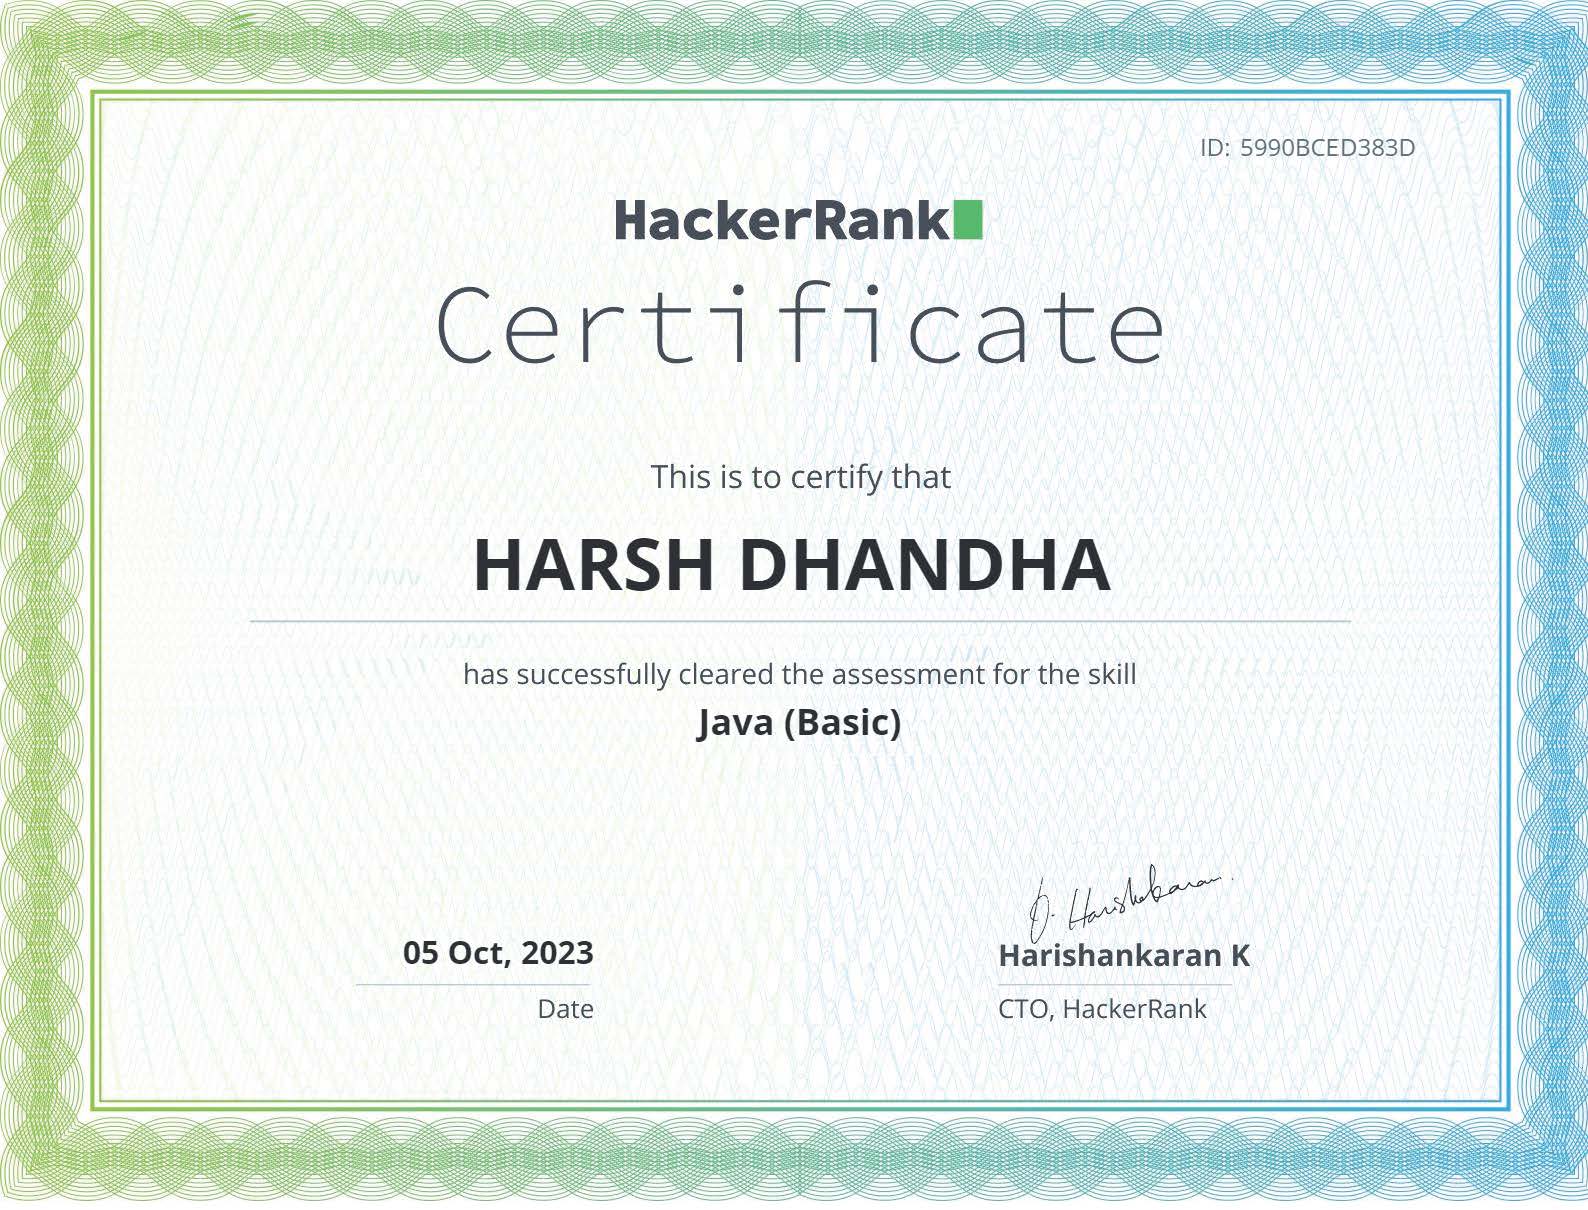 ID: 5990BCED383D
HackerRank
Certificate
This is to certify that
HARSH DHANDHA
has successfully cleared the assessment for the skill
Java (Basic)
05 Oct, 2023
Date
Harishankaran K
CTO, HackerRank